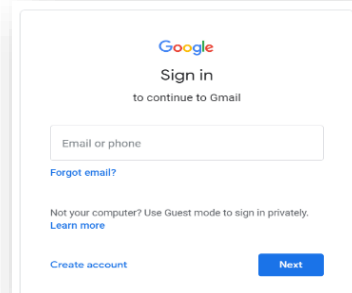 Google
Sign in
to continue to Gmail
Email or phone
Forgot email?
Not your computer? Use Guest mode to sign in privately.
Learn more
Create account
Next